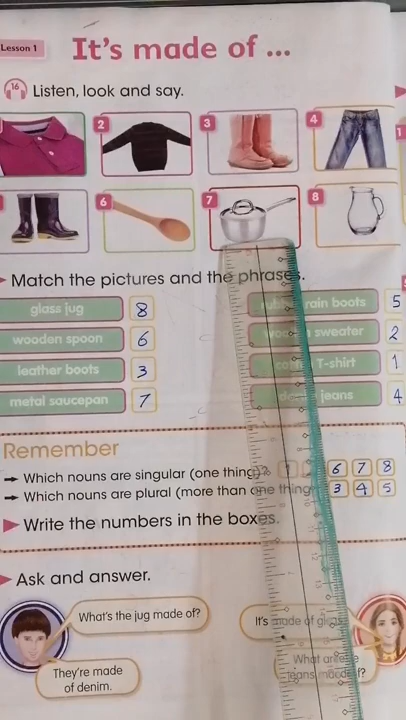 Lesson 1
It's made of ...
16 Listen, look and say.
2 3 4
1
6 7 8
Match the pictures and the phrases.
glass jug 8
rain boots 5
wooden spoon 6
sweater 2
leather boots 3
T-shirt 1
metal saucepan 7
jeans 4
Remember
Which nouns are singular (one thing)? 6 7 8
Which nouns are plural (more than one thing 3 4 5
Write the numbers in the boxes.
Ask and answer.
What's the jug made of?
It's made of glass
They're made
of denim.
What are
jeans made of?